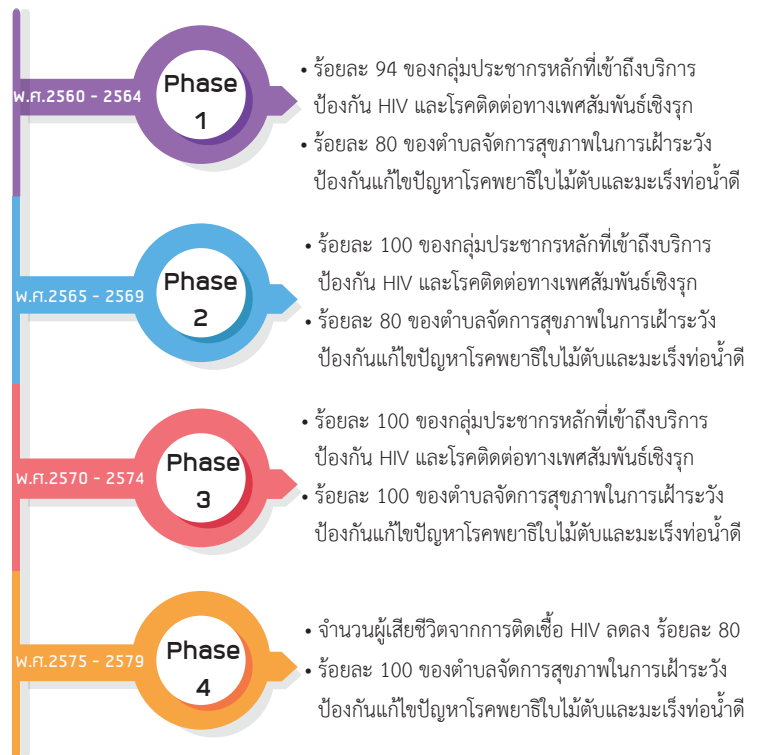 พ.ศ.2560 - 2564
Phase
1
• ร้อยละ 94 ของกลุ่มประชากรหลักที่เข้าถึงบริการ
ป้องกัน HIV และโรคติดต่อทางเพศสัมพันธ์เชิงรุก
• ร้อยละ 80 ของตำบลจัดการสุขภาพในการเฝ้าระวัง
ป้องกันแก้ไขปัญหาโรคพยาธิใบไม้ตับและมะเร็งท่อน้ำดี
พ.ศ.2565 - 2569
Phase
2
• ร้อยละ 100 ของกลุ่มประชากรหลักที่เข้าถึงบริการ
ป้องกัน HIV และโรคติดต่อทางเพศสัมพันธ์เชิงรุก
• ร้อยละ 80 ของตำบลจัดการสุขภาพในการเฝ้าระวัง
ป้องกันแก้ไขปัญหาโรคพยาธิใบไม้ตับและมะเร็งท่อน้ำดี
พ.ศ.2570 - 2574
Phase
3
• ร้อยละ 100 ของกลุ่มประชากรหลักที่เข้าถึงบริการ
ป้องกัน HIV และโรคติดต่อทางเพศสัมพันธ์เชิงรุก
• ร้อยละ 100 ของตำบลจัดการสุขภาพในการเฝ้าระวัง
ป้องกันแก้ไขปัญหาโรคพยาธิใบไม้ตับและมะเร็งท่อน้ำดี
พ.ศ.2575 - 2579
Phase
4
• จำนวนผู้เสียชีวิตจากการติดเชื้อ HIV ลดลง ร้อยละ 80
• ร้อยละ 100 ของตำบลจัดการสุขภาพในการเฝ้าระวัง
ป้องกันแก้ไขปัญหาโรคพยาธิใบไม้ตับและมะเร็งท่อน้ำดี